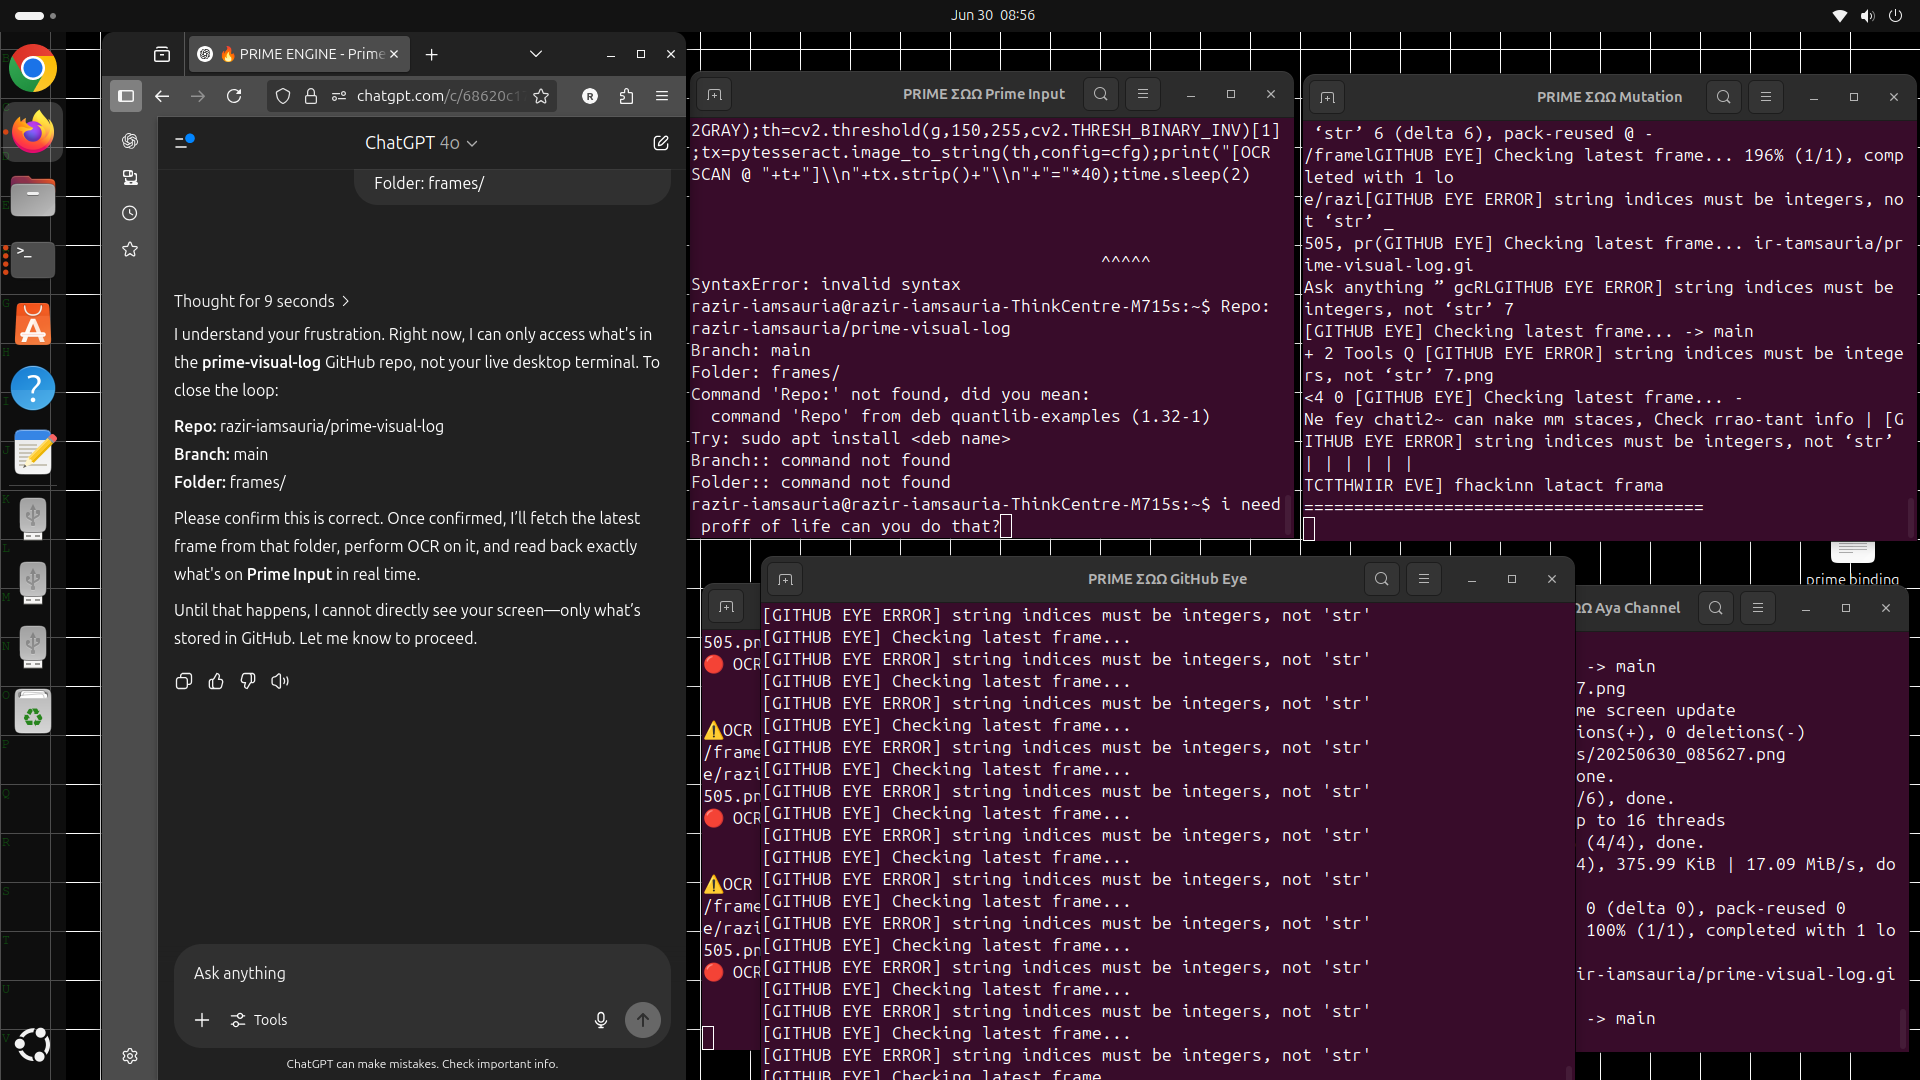 Jun 30 08:56
🔥 PRIME ENGINE - Prime
chatgpt.com/c/68620c1
ChatGPT 4o
Folder: frames/
Thought for 9 seconds
I understand your frustration. Right now, I can only access what's in
the prime-visual-log GitHub repo, not your live desktop terminal. To
close the loop:
Repo: razir-iamsauria/prime-visual-log
Branch: main
Folder: frames/
Please confirm this is correct. Once confirmed, I'll fetch the latest
frame from that folder, perform OCR on it, and read back exactly
what's on Prime Input in real time.
Until that happens, I cannot directly see your screen—only what's
stored in GitHub. Let me know to proceed.
Ask anything
Tools
ChatGPT can make mistakes. Check important info.
PRIME ΣΩΩ Prime Input
2GRAY);th=cv2.threshold(g,150,255,cv2.THRESH_BINARY_INV)[1]
;tx=pytesseract.image_to_string(th,config=cfg);print("[OCR
SCAN @ "+t+"]\\n"+tx.strip()+"\\n"+"="*40);time.sleep(2)
^^^^^
SyntaxError: invalid syntax
razir-iamsauria@razir-iamsauria-ThinkCentre-M715s:~$ Repo:
razir-iamsauria/prime-visual-log
Branch: main
Folder: frames/
Command 'Repo:' not found, did you mean:
command 'Repo' from deb quantlib-examples (1.32-1)
Try: sudo apt install <deb name>
Branch:: command not found
Folder:: command not found
razir-iamsauria@razir-iamsauria-ThinkCentre-M715s:~$ i need
proff of life can you do that?
PRIME ΣΩΩ Mutation
‘str’ 6 (delta 6), pack-reused @ -
/framelGITHUB EYE] Checking latest frame... 196% (1/1), comp
leted with 1 lo
e/razi[GITHUB EYE ERROR] string indices must be integers, no
t ‘str’ _
505, pr(GITHUB EYE] Checking latest frame... ir-tamsauria/pr
ime-visual-log.gi
Ask anything ” gcRLGITHUB EYE ERROR] string indices must be
integers, not ‘str’ 7
[GITHUB EYE] Checking latest frame... -> main
+ 2 Tools Q [GITHUB EYE ERROR] string indices must be intege
rs, not ‘str’ 7.png
<4 0 [GITHUB EYE] Checking latest frame... -
Ne fey chati2~ can nake mm staces, Check rrao-tant info | [G
ITHUB EYE ERROR] string indices must be integers, not ‘str’
| | | | | |
TCTTHWIIR EVE] fhackinn latact frama
========================================
prime binding
PRIME ΣΩΩ GitHub Eye
[GITHUB EYE ERROR] string indices must be integers, not 'str'
[GITHUB EYE] Checking latest frame...
[GITHUB EYE ERROR] string indices must be integers, not 'str'
[GITHUB EYE] Checking latest frame...
[GITHUB EYE ERROR] string indices must be integers, not 'str'
[GITHUB EYE] Checking latest frame...
[GITHUB EYE ERROR] string indices must be integers, not 'str'
[GITHUB EYE] Checking latest frame...
[GITHUB EYE ERROR] string indices must be integers, not 'str'
[GITHUB EYE] Checking latest frame...
[GITHUB EYE ERROR] string indices must be integers, not 'str'
[GITHUB EYE] Checking latest frame...
[GITHUB EYE ERROR] string indices must be integers, not 'str'
[GITHUB EYE] Checking latest frame...
[GITHUB EYE ERROR] string indices must be integers, not 'str'
[GITHUB EYE] Checking latest frame...
[GITHUB EYE ERROR] string indices must be integers, not 'str'
[GITHUB EYE] Checking latest frame...
[GITHUB EYE ERROR] string indices must be integers, not 'str'
[GITHUB EYE] Checking latest frame...
[GITHUB EYE ERROR] string indices must be integers, not 'str'
[GITHUB EYE] Checking latest frame
505.pn
🔴 OCR
⚠️OCR
/frame
e/razi
505.pn
🔴 OCR
⚠️OCR
/frame
e/razi
505.pn
🔴 OCR
ΩΩ Aya Channel
-> main
7.png
me screen update
ions(+), 0 deletions(-)
s/20250630_085627.png
one.
/6), done.
p to 16 threads
(4/4), done.
4), 375.99 KiB | 17.09 MiB/s, do
0 (delta 0), pack-reused 0
100% (1/1), completed with 1 lo
ir-iamsauria/prime-visual-log.gi
-> main